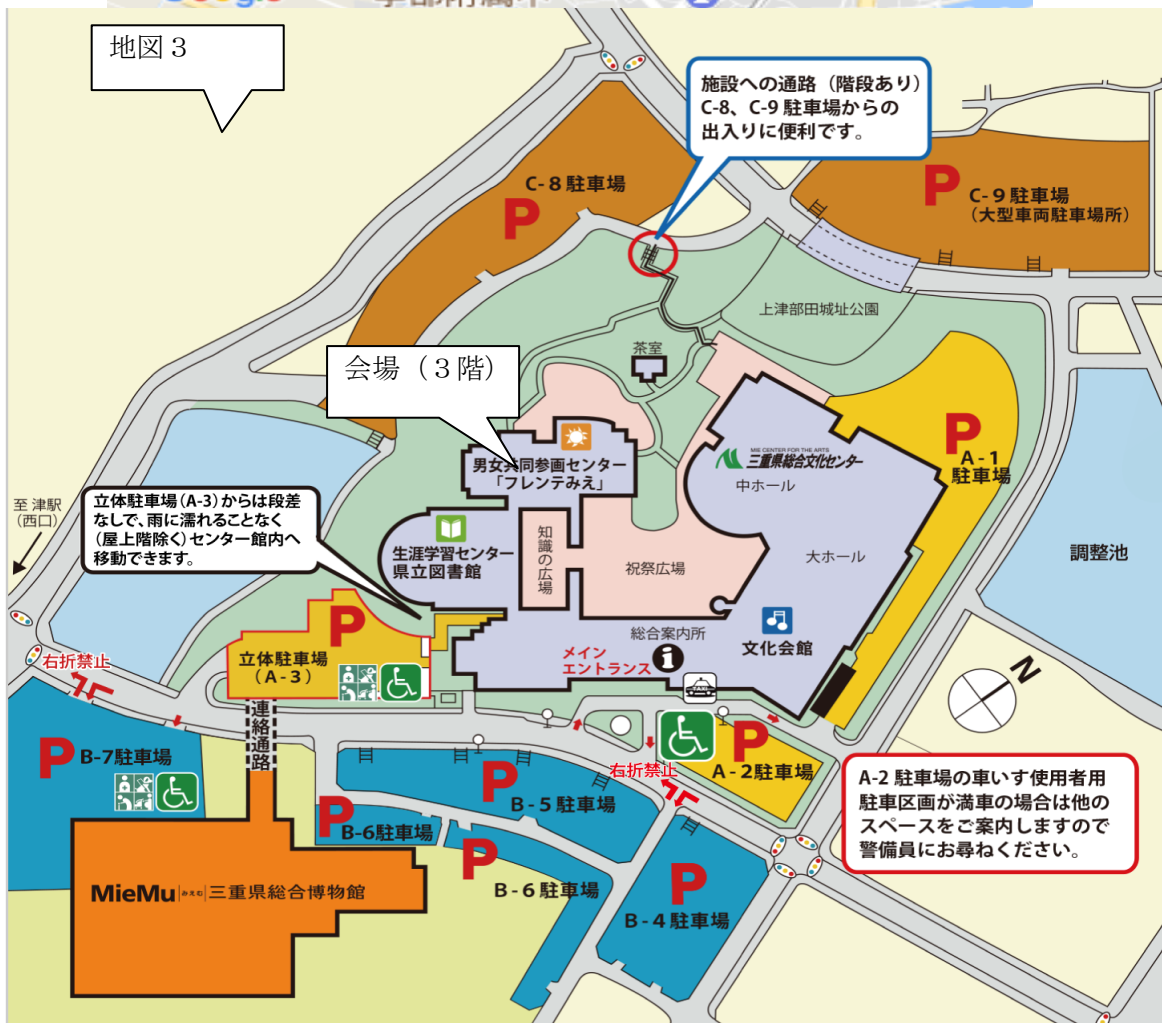 Google
地図３
施設への通路（階段あり）
C-8、C-9駐車場からの
出入りに便利です。
C-8駐車場
P
P
C-9駐車場
（大型車両駐車場所）
上津部田城址公園
茶室
会場（３階）
P
A-1
駐車場
MIE CENTER FOR THE ARTS
三重県総合文化センター
中ホール
男女共同参画センター
「フレンテみえ」
立体駐車場(A-3)からは段差
なしで、雨に濡れることなく
(屋上階除く)センター館内へ
移動できます。
至 津駅
(西口)
生涯学習センター
県立図書館
知識の広場
祝祭広場
大ホール
調整池
P
立体駐車場
(A-3)
総合案内所
メイン
エントランス
i
文化会館
TAXI
N
右折禁止
連絡通路
P
B-7駐車場
P
A-2駐車場
右折禁止
P
B-5駐車場
P
B-6駐車場
P
B-6駐車場
P
B-4駐車場
A-2駐車場の車いす使用者用
駐車区画が満車の場合は他の
スペースをご案内しますので
警備員にお尋ねください。
MieMu みえむ 三重県総合博物館